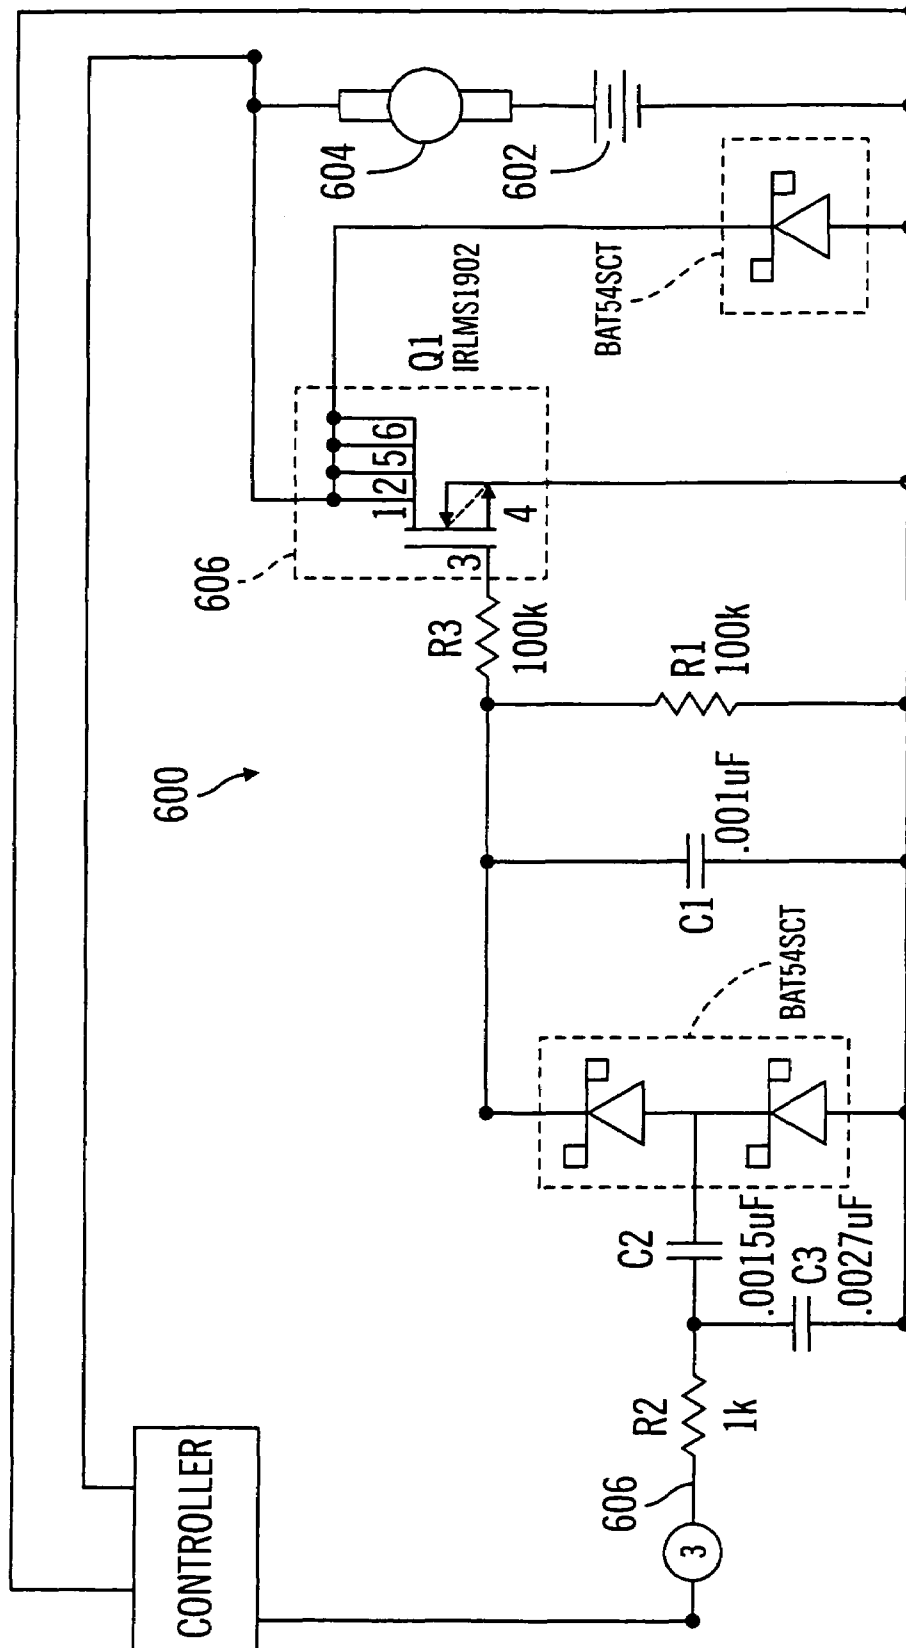 CONTROLLER
3
606
R2
1k
C2
.0015uF
C3
.0027uF
BAT54SCT
C1
.001uF
600
R1
100k
R3
100k
606
3
4
1
2
5
6
Q1
IRLMS1902
BAT54SCT
604
602